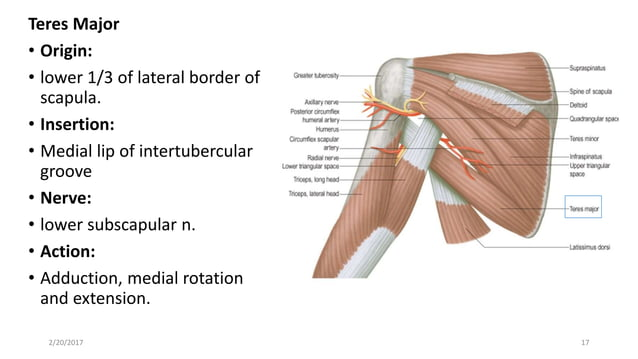 Teres Major
• Origin:
• lower 1/3 of lateral border of
scapula.
• Insertion:
• Medial lip of intertubercular
groove
• Nerve:
• lower subscapular n.
• Action:
• Adduction, medial rotation
and extension.
Greater tuberosity
Axillary nerve
Posterior circumflex
humeral artery
Humerus
Circumflex scapular
artery
Radial nerve
Lower triangular space
Triceps, long head
Triceps, lateral head
Supraspinatus
Spine of scapula
Deltoid
Quadrangular space
Teres minor
Infraspinatus
Upper triangular
space
Teres major
Latissimus dorsi
2/20/2017
17